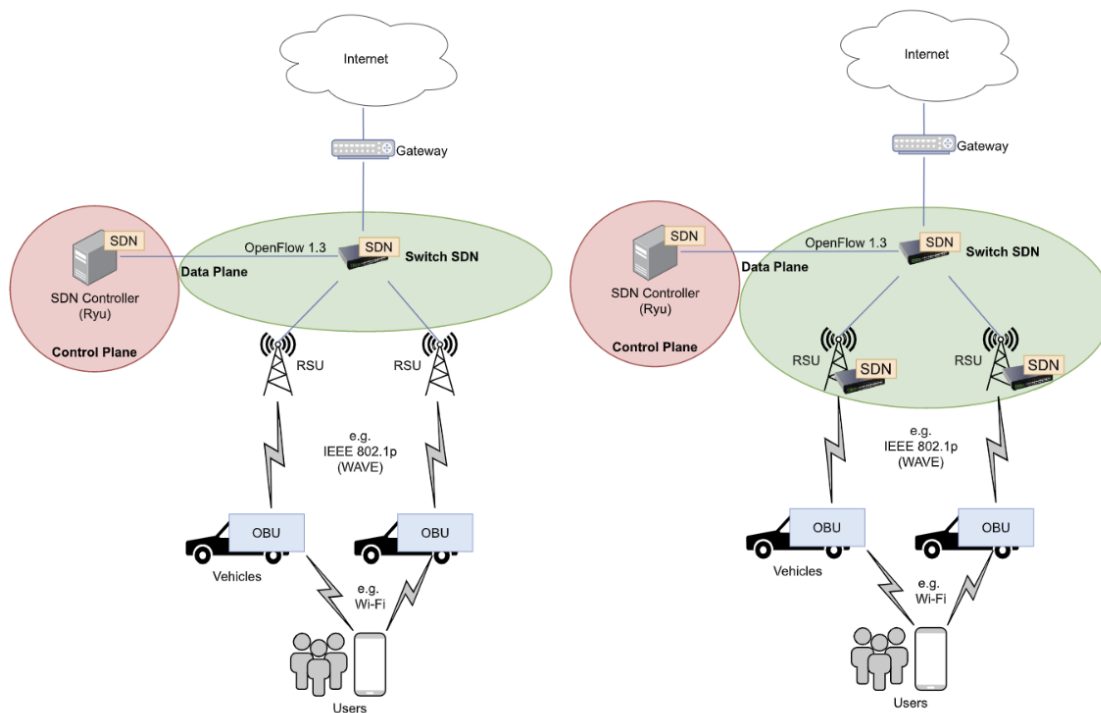 Internet
Gateway
SDN
OpenFlow 1.3
SDN
Switch SDN
Data Plane
SDN Controller
(Ryu)
Control Plane
RSU
RSU
e.g.
IEEE 802.1p
(WAVE)
OBU
OBU
Vehicles
e.g.
Wi-Fi
Users
Internet
Gateway
SDN
OpenFlow 1.3
SDN
Switch SDN
Data Plane
SDN Controller
(Ryu)
Control Plane
RSU
SDN
RSU
SDN
e.g.
IEEE 802.1p
(WAVE)
OBU
OBU
Vehicles
e.g.
Wi-Fi
Users